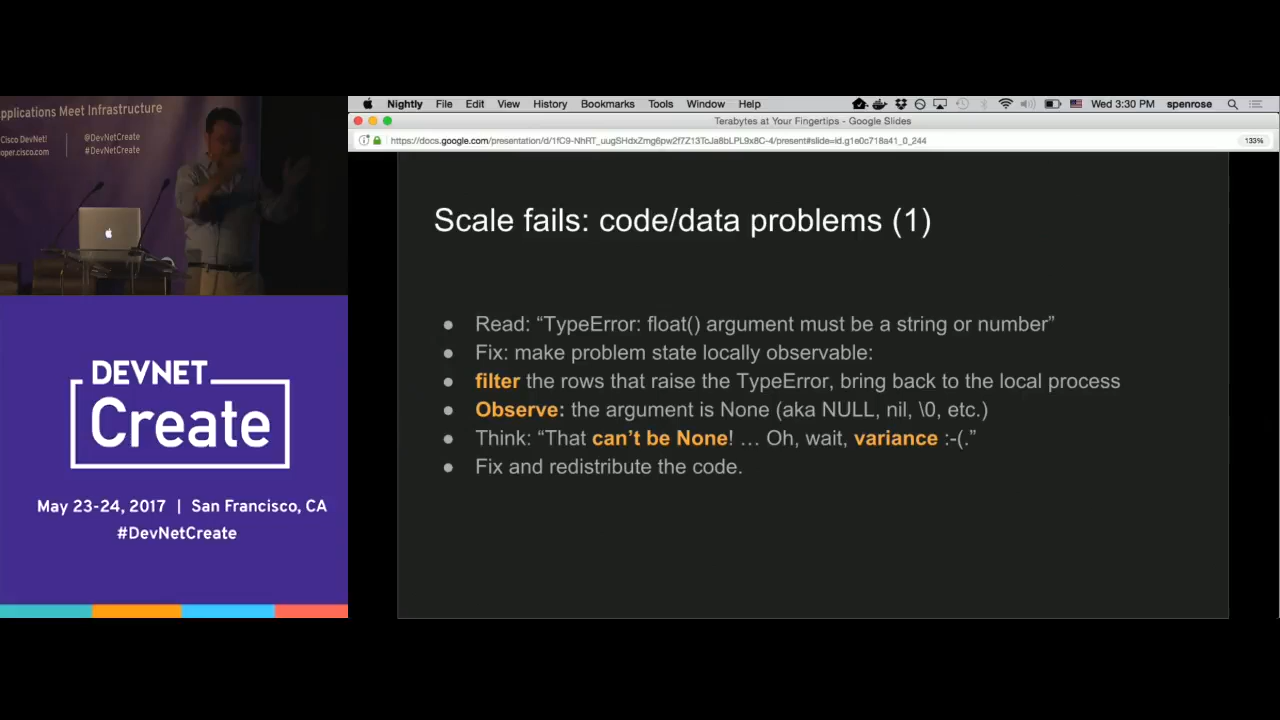 pplications Meet Infrastructure
Cisco DevNet!
oper.cisco.com
@DevNetCreate
#DevNetCreate
DEVNET
Create
May 23-24, 2017 | San Francisco, CA
#DevNetCreate
Nightly File Edit View History Bookmarks Tools Window Help Wed 3:30 PM spenrose
Terabytes at Your Fingertips - Google Slides
133%
Scale fails: code/data problems (1)
● Read: “TypeError: float() argument must be a string or number”
● Fix: make problem state locally observable:
● filter the rows that raise the TypeError, bring back to the local process
● Observe: the argument is None (aka NULL, nil, \0, etc.)
● Think: “That can’t be None! … Oh, wait, variance :-(.”
● Fix and redistribute the code.